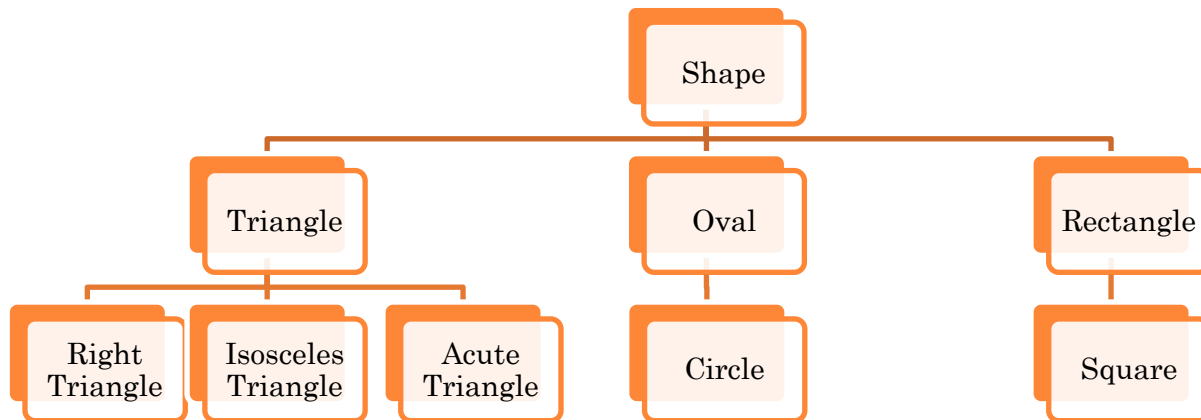 Shape
Triangle
Oval
Rectangle
Right
Triangle
Isosceles
Triangle
Acute
Triangle
Circle
Square